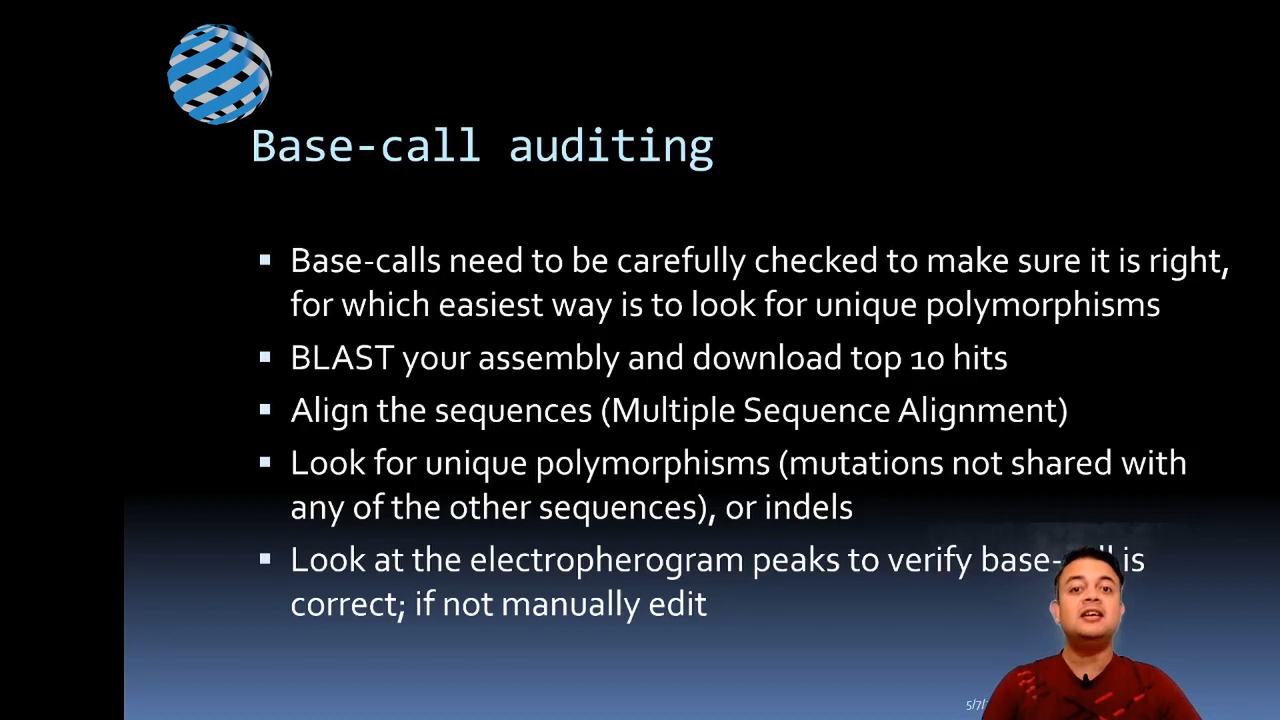 Base-call auditing
▪ Base-calls need to be carefully checked to make sure it is right,
for which easiest way is to look for unique polymorphisms
▪ BLAST your assembly and download top 10 hits
▪ Align the sequences (Multiple Sequence Alignment)
▪ Look for unique polymorphisms (mutations not shared with
any of the other sequences), or indels
▪ Look at the electropherogram peaks to verify base-call is
correct; if not manually edit
5/7/